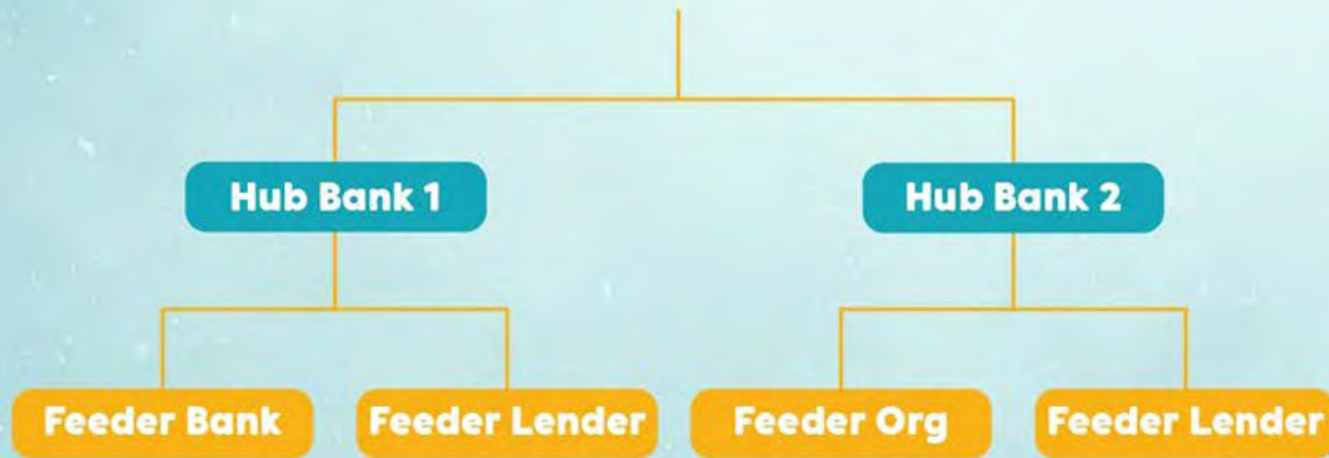 Hub Bank 1
Hub Bank 2
Feeder Bank
Feeder Lender
Feeder Org
Feeder Lender